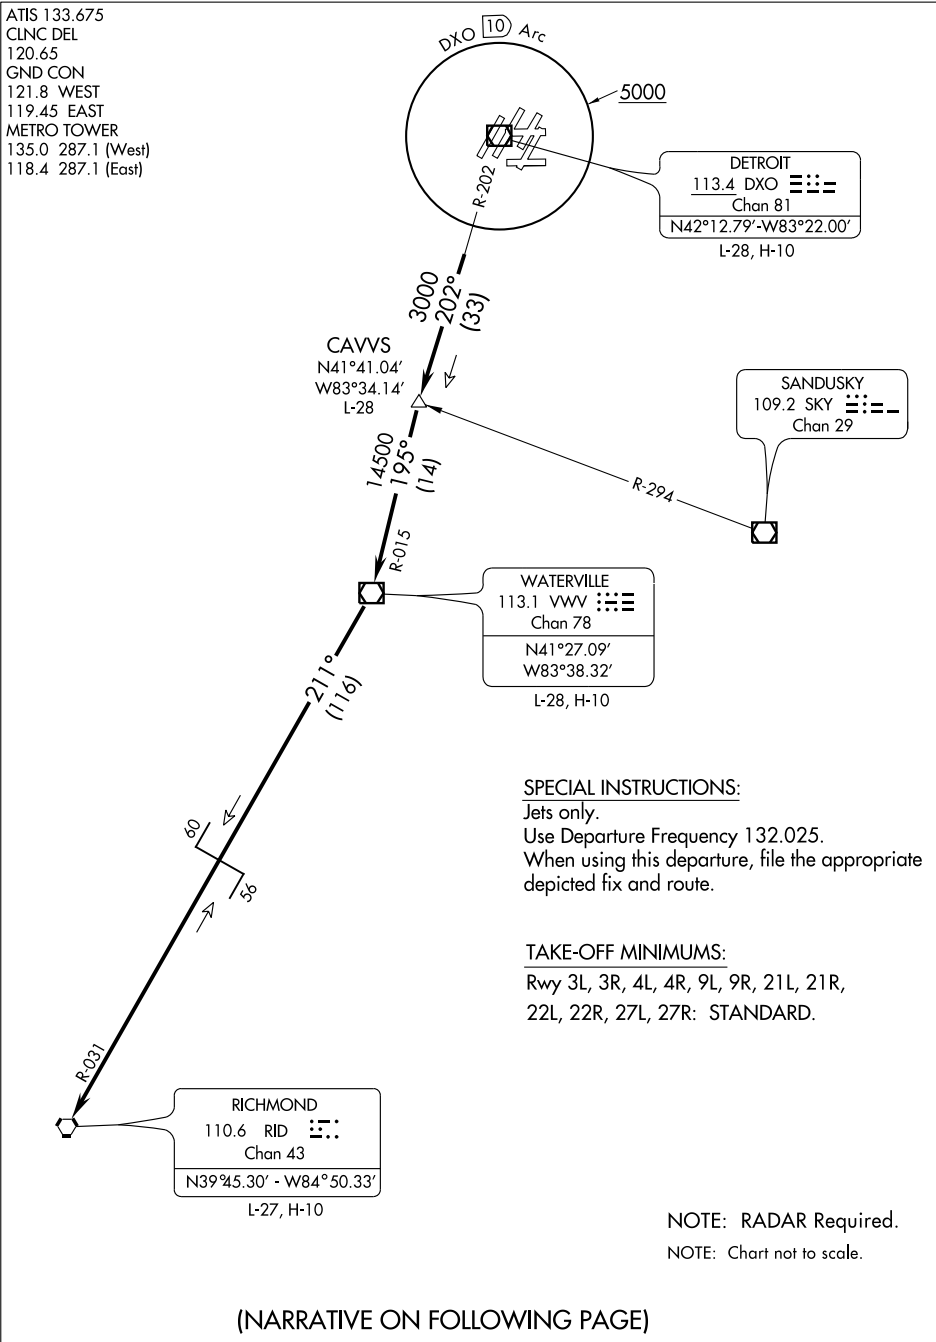 ATIS 133.675
CLNC DEL
120.65
GND CON
121.8 WEST
119.45 EAST
METRO TOWER
135.0 287.1 (West)
118.4 287.1 (East)
DXO 10 Arc
5000
DETROIT
113.4 DXO
Chan 81
N42°12.79′-W83°22.00′
L-28, H-10
R-202
3000
202°
(33)
CAVVS
N41°41.04′
W83°34.14′
L-28
SANDUSKY
109.2 SKY
Chan 29
R-294
14500
195°
(14)
R-015
WATERVILLE
113.1 VWV
Chan 78
N41°27.09′
W83°38.32′
L-28, H-10
211°
(116)
60
56
SPECIAL INSTRUCTIONS:
Jets only.
Use Departure Frequency 132.025.
When using this departure, file the appropriate
depicted fix and route.
TAKE-OFF MINIMUMS:
Rwy 3L, 3R, 4L, 4R, 9L, 9R, 21L, 21R,
22L, 22R, 27L, 27R: STANDARD.
R-031
RICHMOND
110.6 RID
Chan 43
N39°45.30′ - W84°50.33′
L-27, H-10
NOTE: RADAR Required.
NOTE: Chart not to scale.
(NARRATIVE ON FOLLOWING PAGE)